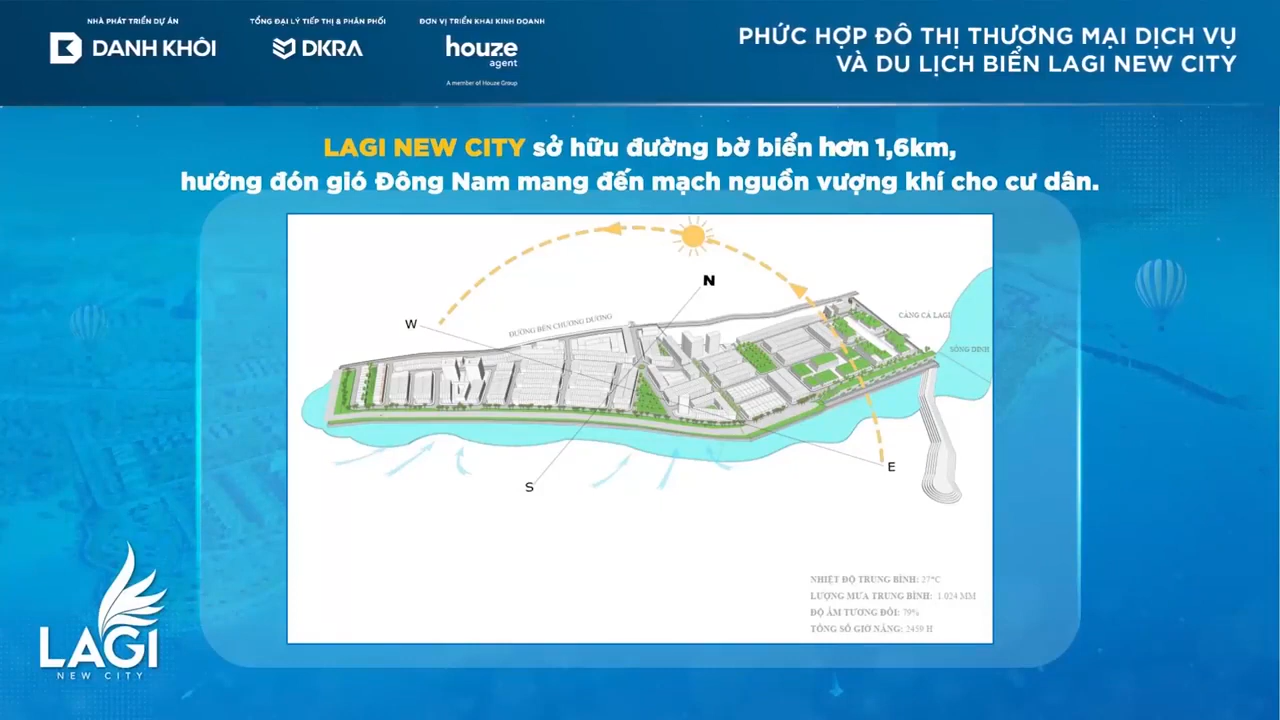 NHÀ PHÁT TRIỂN DỰ ÁN
DANH KHÔI
TỔNG ĐẠI LÝ TIẾP THỊ & PHÂN PHỐI
DKRA
ĐƠN VỊ TRIỂN KHAI KINH DOANH
houze
agent
A member of Houze Group
PHỨC HỢP ĐÔ THỊ THƯƠNG MẠI DỊCH VỤ
VÀ DU LỊCH BIỂN LAGI NEW CITY
LAGI NEW CITY sở hữu đường bờ biển hơn 1,6km,
hướng đón gió Đông Nam mang đến mạch nguồn vượng khí cho cư dân.
N
W
ĐƯỜNG BẾN CHƯƠNG DƯƠNG
CẢNG CÁ LAGI
SÔNG DINH
E
S
NHIỆT ĐỘ TRUNG BÌNH: 27°C
LƯỢNG MƯA TRUNG BÌNH: 1.024 MM
ĐỘ ẨM TƯƠNG ĐỐI: 79%
TỔNG SỐ GIỜ NẮNG: 2459 H
LAGI
NEW CITY